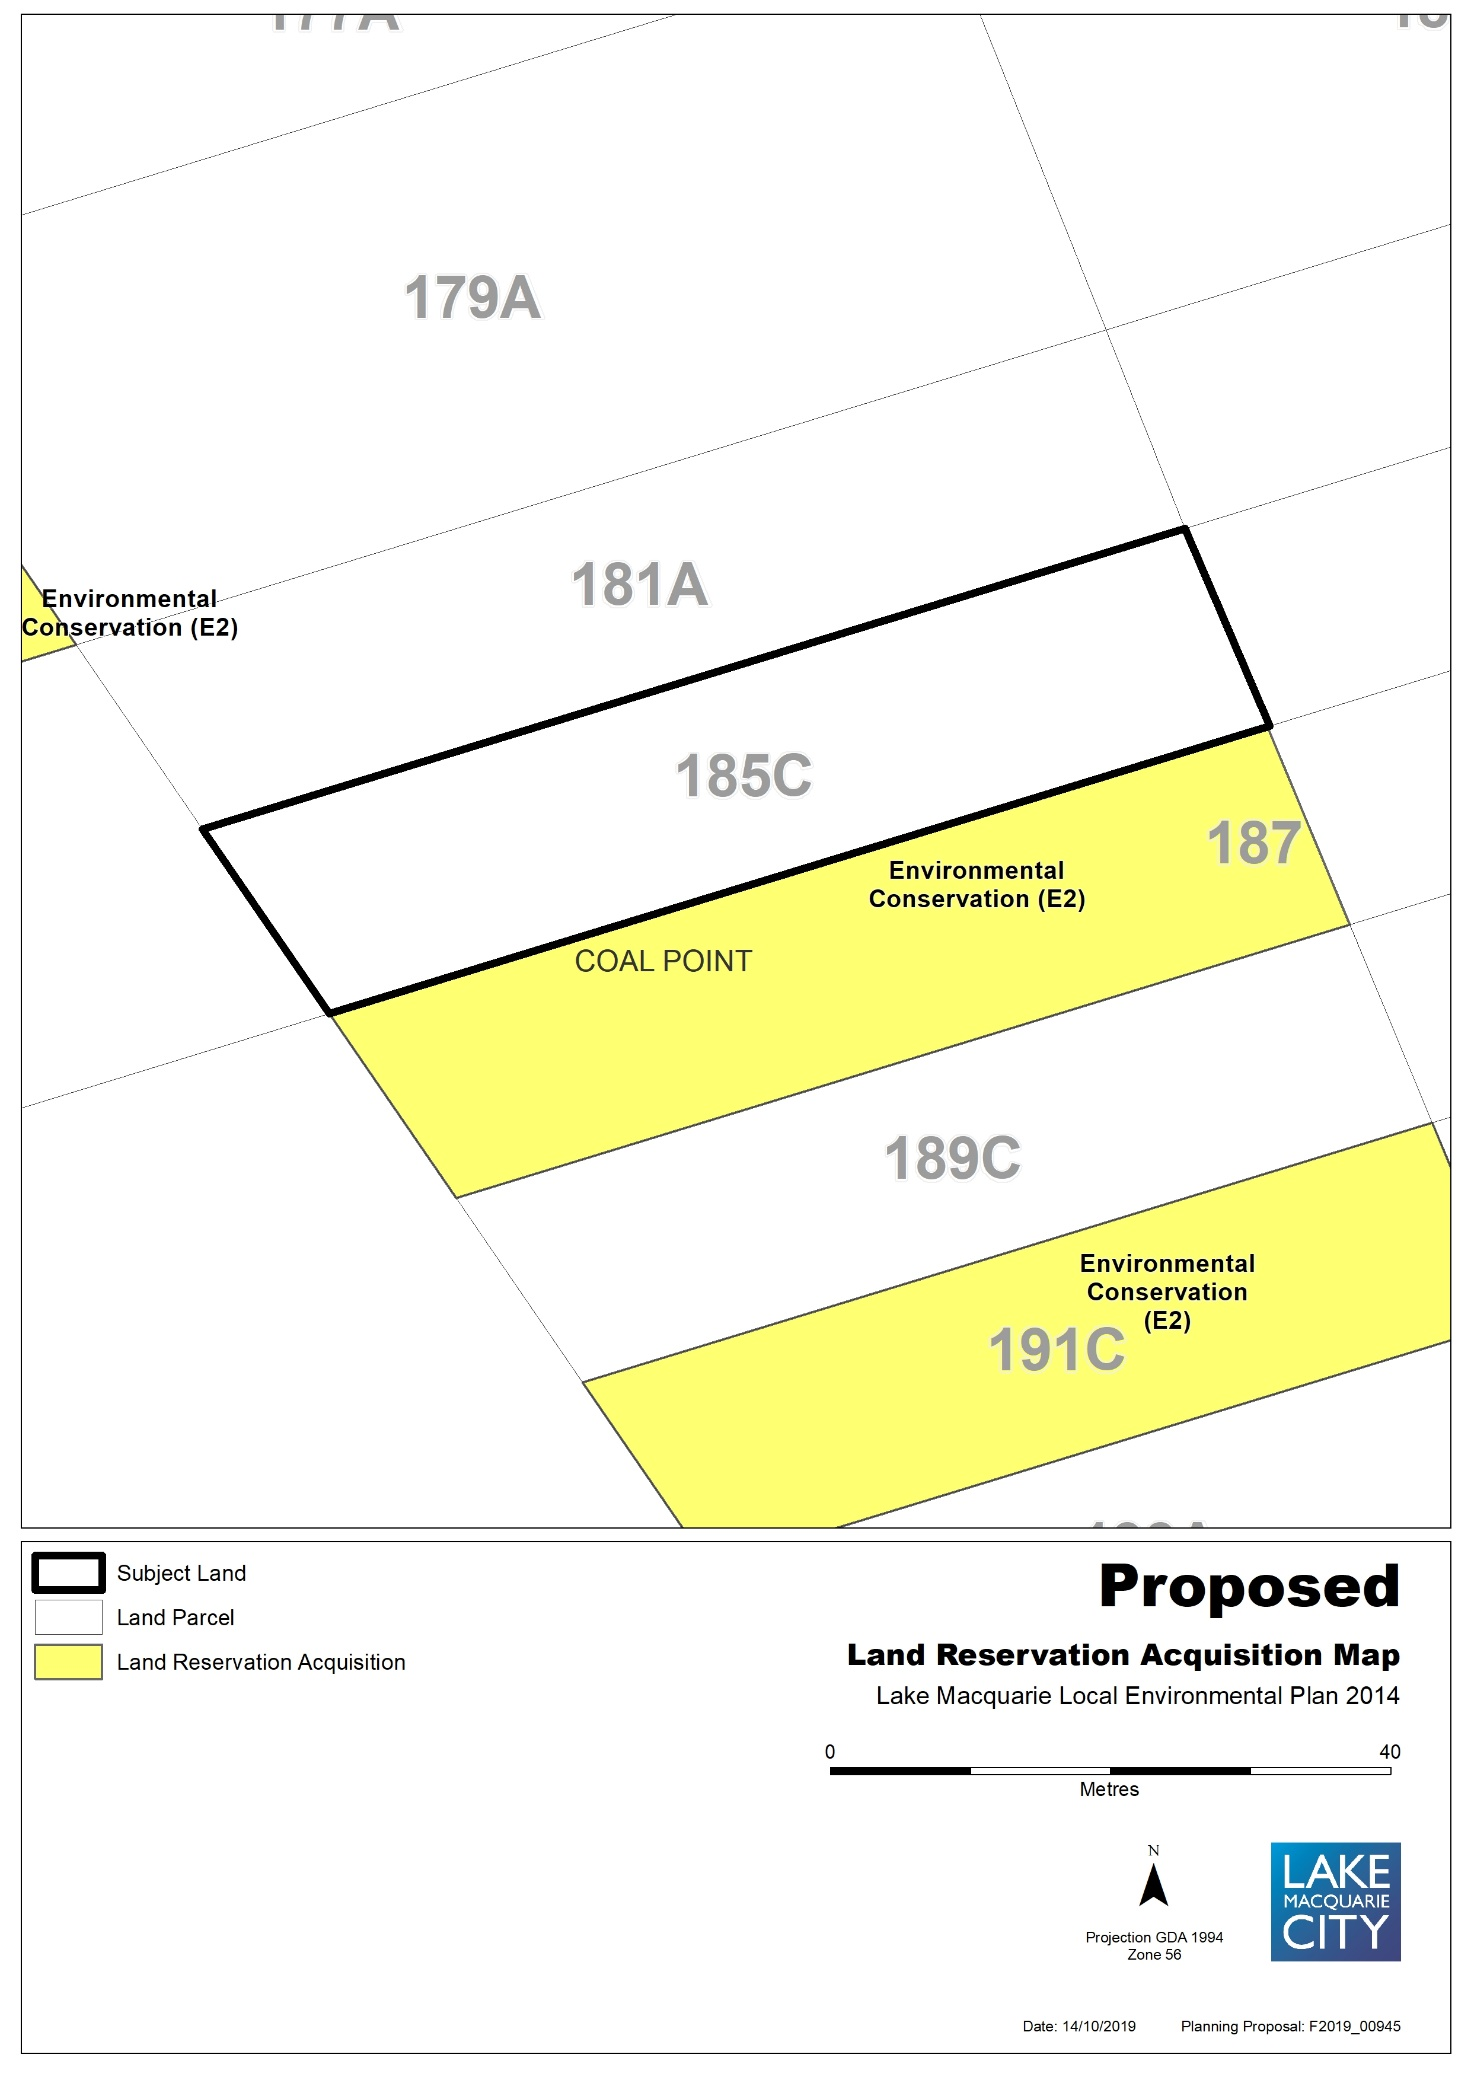 179A
181A
Environmental
Conservation (E2)
185C
187
Environmental
Conservation (E2)
COAL POINT
189C
Environmental
Conservation
(E2)
191C
Subject Land
Land Parcel
Land Reservation Acquisition
Proposed
Land Reservation Acquisition Map
Lake Macquarie Local Environmental Plan 2014
0 40
Metres
N
Projection GDA 1994
Zone 56
LAKE
MACQUARIE
CITY
Date: 14/10/2019 Planning Proposal: F2019_00945